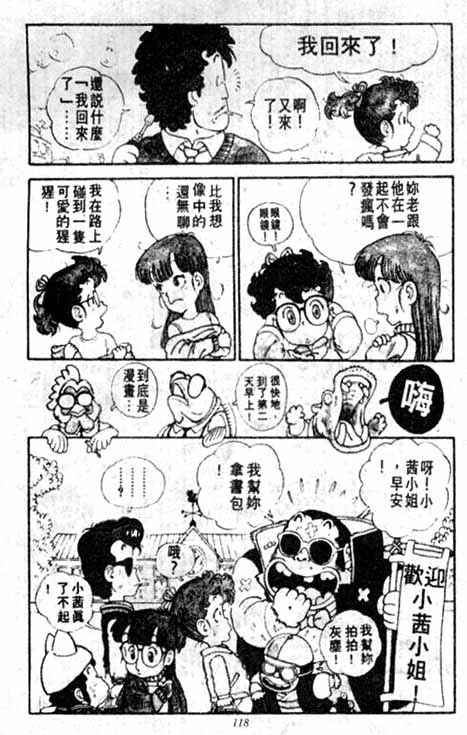 我回來了！
啊！
又來
了！
還說什麼
「我回來
了」……
妳老跟
他在一
起不會
發瘋嗎
？
眼鏡！
眼鏡！
比我想
像中的
還無聊
…
我在路上
碰到一隻
可愛的猩
猩！
嗨
很快地，
到了第二
天早上！
到底是
漫畫…
呀！小
茜小姐
，早安
！
歡迎
小茜小姐！
我幫妳
拿書包
！
我幫妳
拍拍！
灰塵！
………
……？
哦？
小茜真
了不起
118